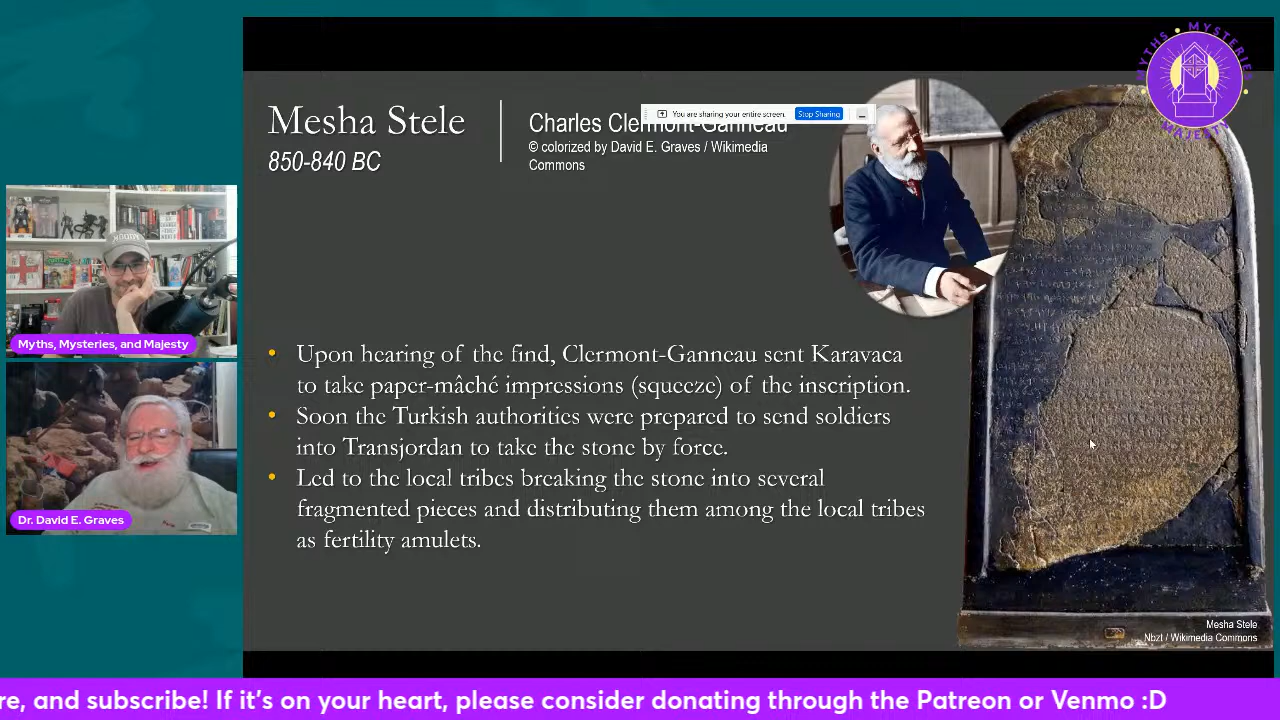 MYTHS • MYSTERIES
MAJESTY
Mesha Stele
850-840 BC
Charles Clermont-Ganneau
© colorized by David E. Graves / Wikimedia
Commons
You are sharing your entire screen.
Stop Sharing
• Upon hearing of the find, Clermont-Ganneau sent Karavaca
to take paper-mâché impressions (squeeze) of the inscription.
• Soon the Turkish authorities were prepared to send soldiers
into Transjordan to take the stone by force.
• Led to the local tribes breaking the stone into several
fragmented pieces and distributing them among the local tribes
as fertility amulets.
Mesha Stele
Nbzt / Wikimedia Commons
MOODY
Myths, Mysteries, and Majesty
Dr. David E. Graves
re, and subscribe! If it's on your heart, please consider donating through the Patreon or Venmo :D